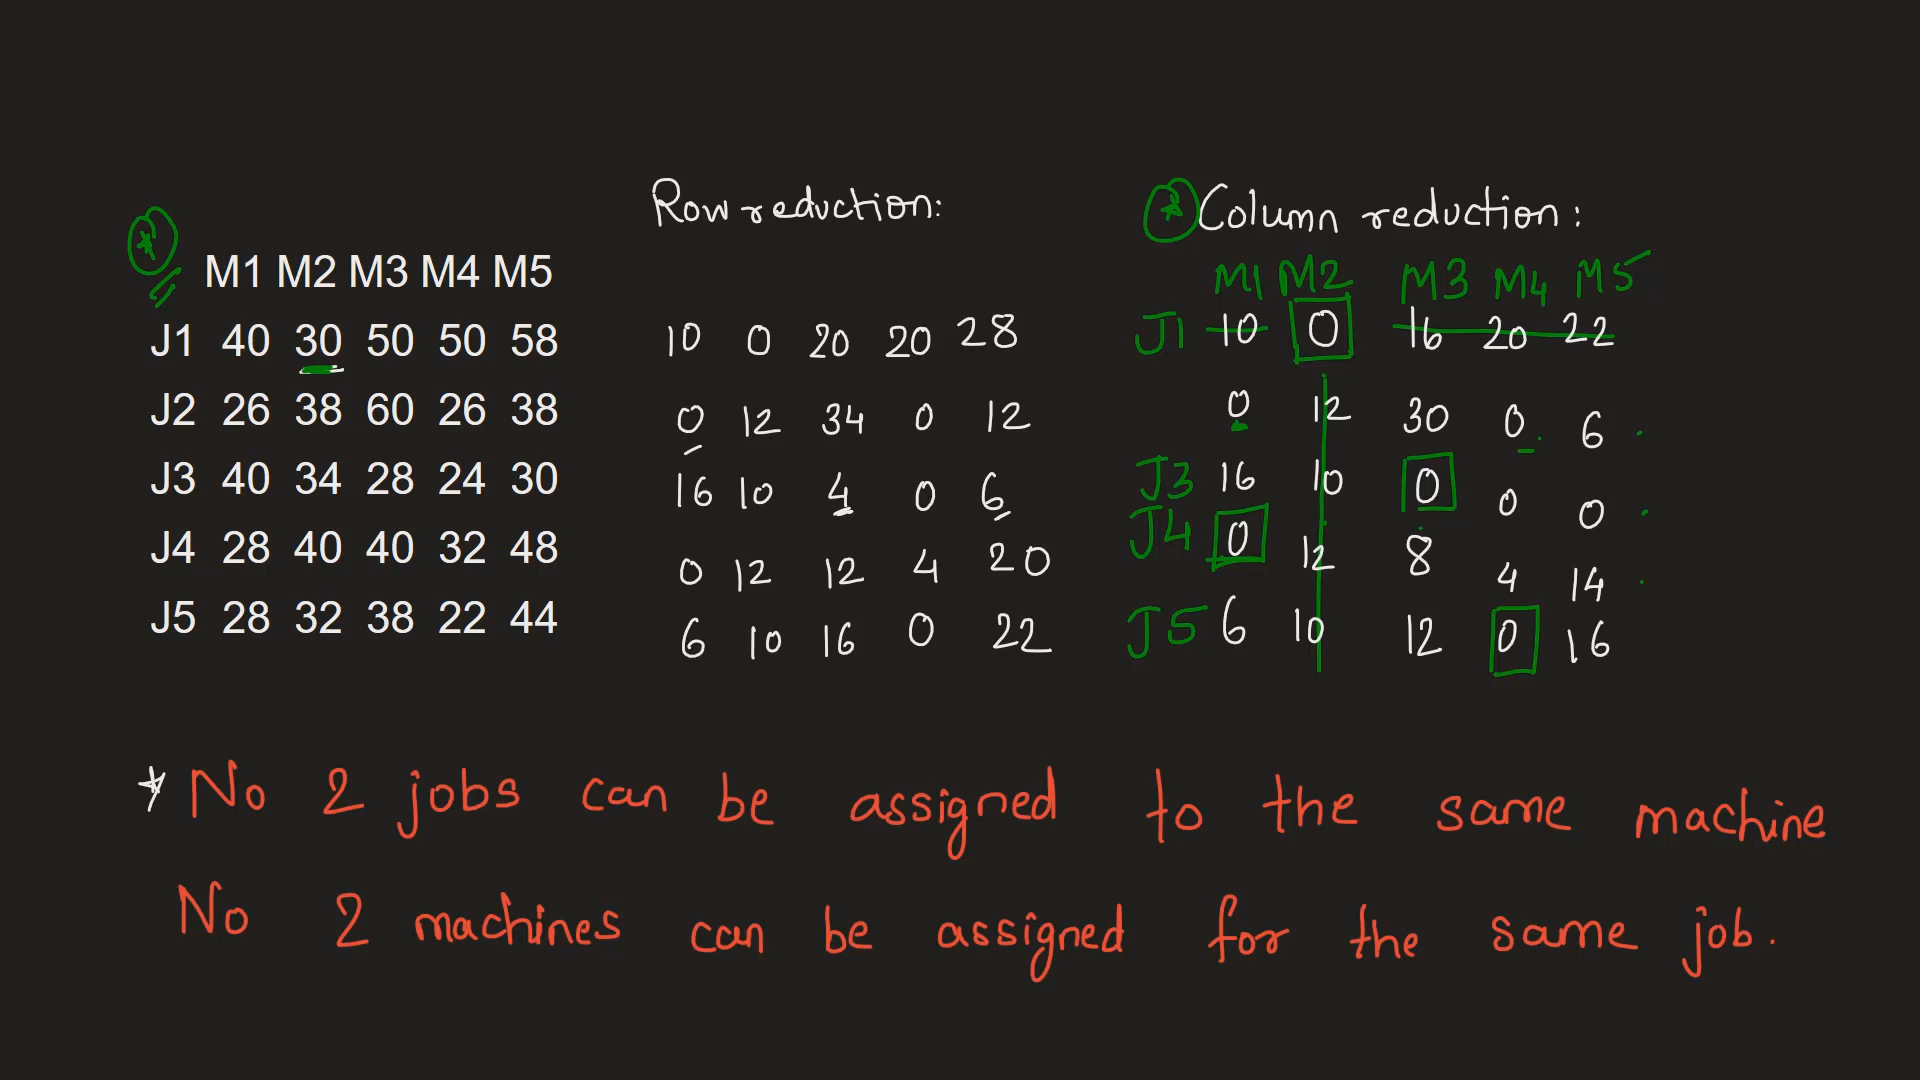 Row reduction:
* Column reduction:
*
M1 M2 M3 M4 M5
J1 40 30 50 50 58
J2 26 38 60 26 38
J3 40 34 28 24 30
J4 28 40 40 32 48
J5 28 32 38 22 44
10 0 20 20 28
0 12 34 0 12
16 10 4 0 6
0 12 12 4 20
6 10 16 0 22
M1 M2 M3 M4 M5
J1 10 0 16 20 22
0 12 30 0 6
J3 16 10 0 0 0
J4 0 12 8 4 14
J5 6 10 12 0 16
* No 2 jobs can be assigned to the same machine
No 2 machines can be assigned for the same job.